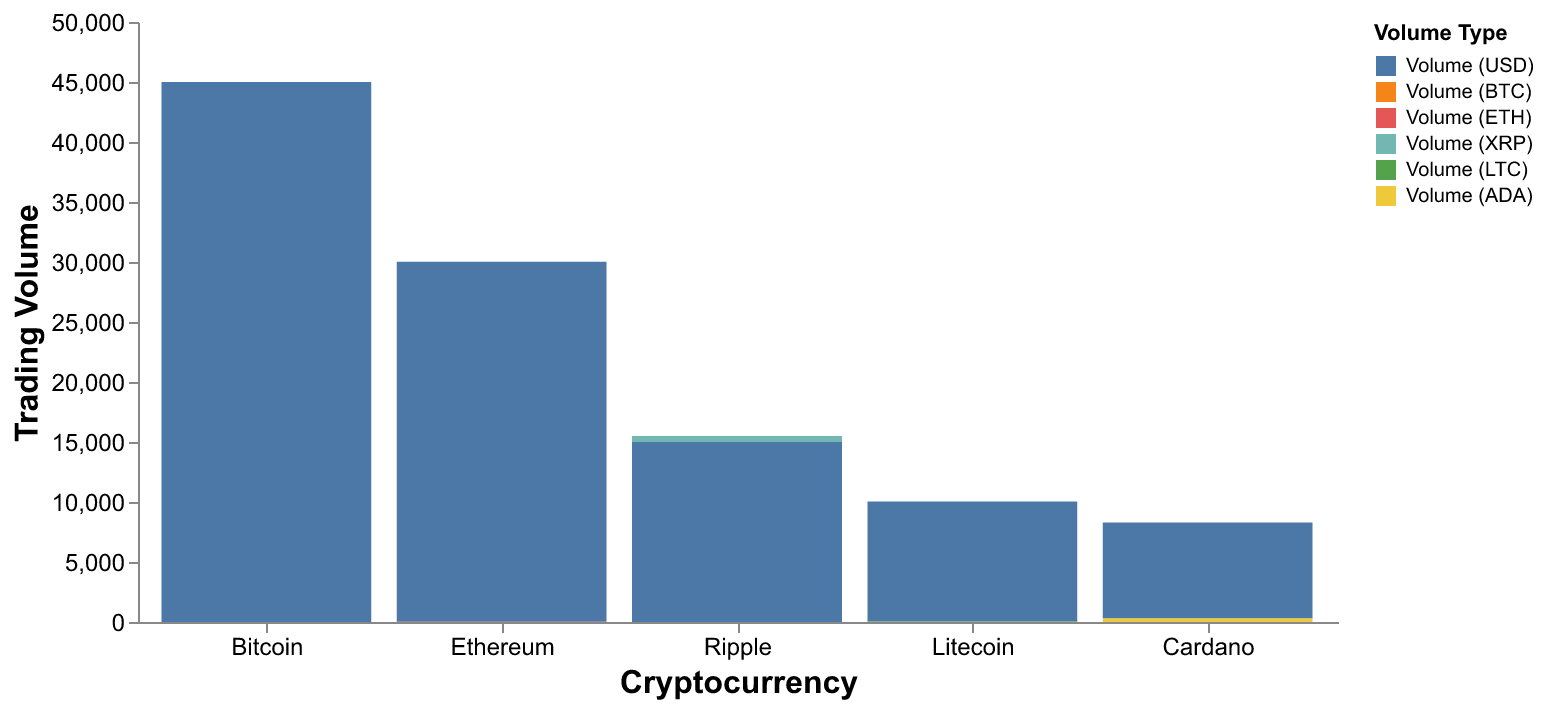 50,000
45,000
40,000
35,000
30,000
25,000
20,000
15,000
10,000
5,000
0
Trading Volume
Bitcoin
Ethereum
Ripple
Litecoin
Cardano
Cryptocurrency
Volume Type
Volume (USD)
Volume (BTC)
Volume (ETH)
Volume (XRP)
Volume (LTC)
Volume (ADA)